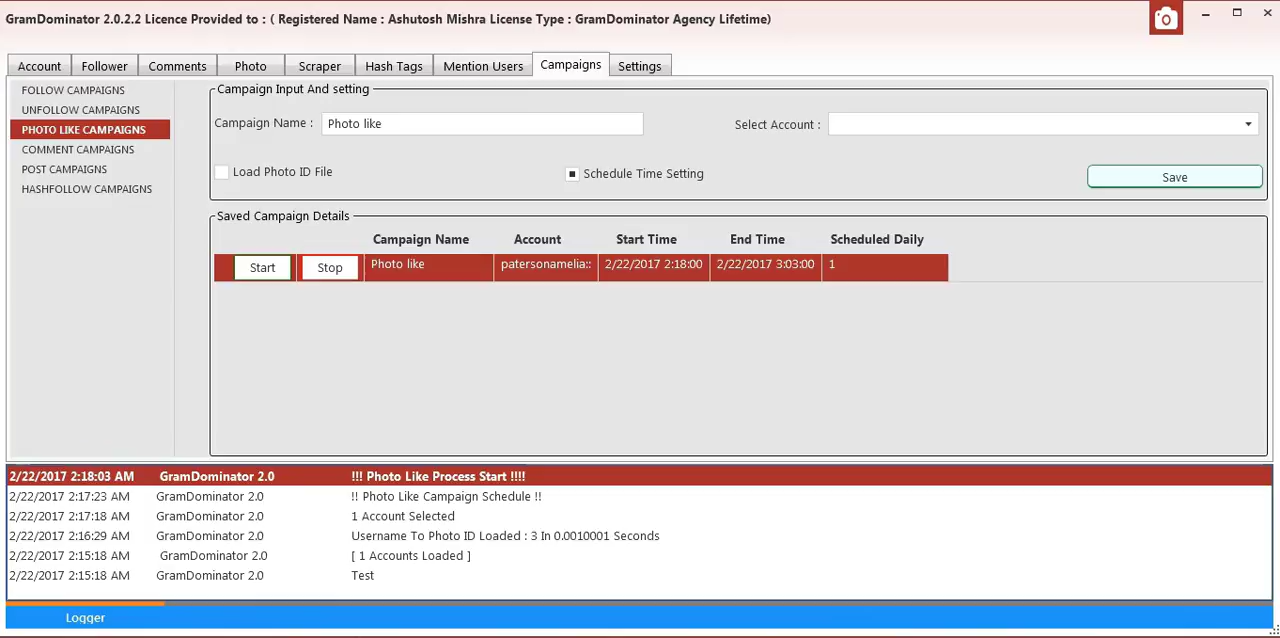 GramDominator 2.0.2.2 Licence Provided to : ( Registered Name : Ashutosh Mishra License Type : GramDominator Agency Lifetime)
Account Follower Comments Photo Scraper Hash Tags Mention Users Campaigns Settings
FOLLOW CAMPAIGNS
UNFOLLOW CAMPAIGNS
PHOTO LIKE CAMPAIGNS
COMMENT CAMPAIGNS
POST CAMPAIGNS
HASHFOLLOW CAMPAIGNS
Campaign Input And setting
Campaign Name : Photo like Select Account :
Load Photo ID File Schedule Time Setting Save
Saved Campaign Details
Campaign Name Account Start Time End Time Scheduled Daily
Start Stop Photo like patersonamelia:: 2/22/2017 2:18:00 2/22/2017 3:03:00 1
2/22/2017 2:18:03 AM GramDominator 2.0 !!! Photo Like Process Start !!!!
2/22/2017 2:17:23 AM GramDominator 2.0 !! Photo Like Campaign Schedule !!
2/22/2017 2:17:18 AM GramDominator 2.0 1 Account Selected
2/22/2017 2:16:29 AM GramDominator 2.0 Username To Photo ID Loaded : 3 In 0.0010001 Seconds
2/22/2017 2:15:18 AM GramDominator 2.0 [ 1 Accounts Loaded ]
2/22/2017 2:15:18 AM GramDominator 2.0 Test
Logger